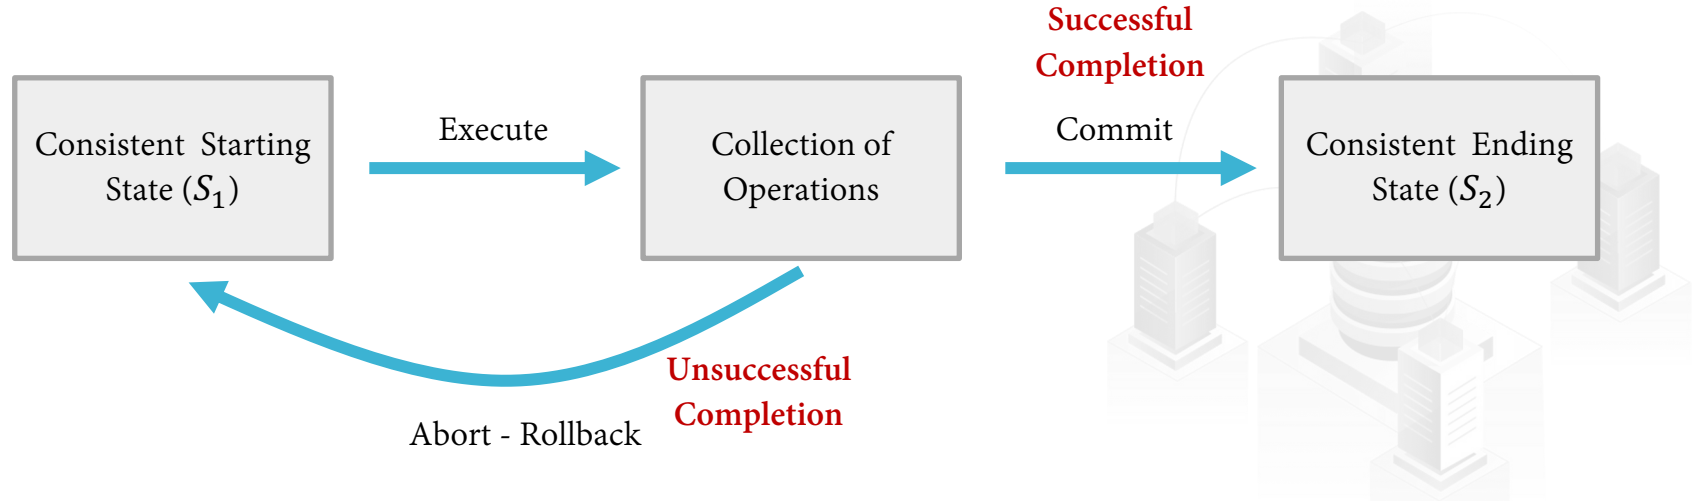 Consistent Starting
State (S₁)
Execute
Collection of
Operations
Successful
Completion
Commit
Consistent Ending
State (S₂)
Unsuccessful
Completion
Abort - Rollback